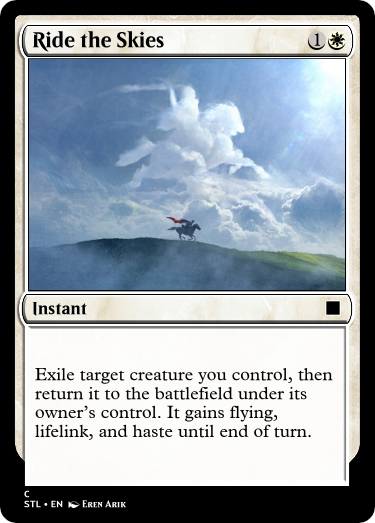 Ride the Skies
1
Instant
Exile target creature you control, then
return it to the battlefield under its
owner's control. It gains flying,
lifelink, and haste until end of turn.
C
STL • EN Eren Arik